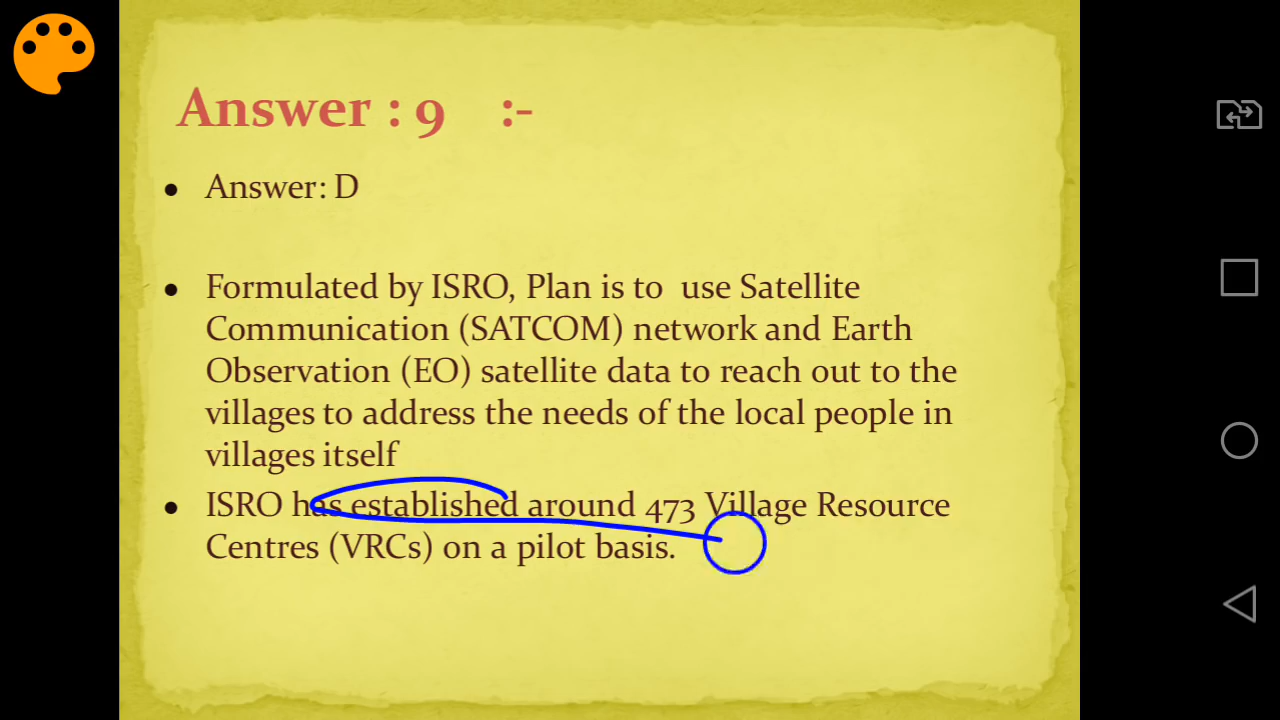 Answer : 9 :-
• Answer: D
• Formulated by ISRO, Plan is to use Satellite
Communication (SATCOM) network and Earth
Observation (EO) satellite data to reach out to the
villages to address the needs of the local people in
villages itself
• ISRO has established around 473 Village Resource
Centres (VRCs) on a pilot basis.